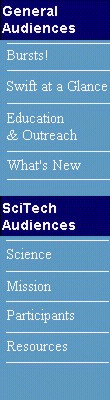 General
Audiences
Bursts!
Swift at a Glance
Education
& Outreach
What's New
SciTech
Audiences
Science
Mission
Participants
Resources